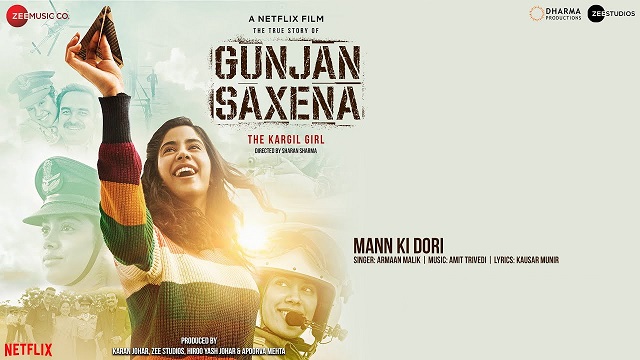 ZEE MUSIC CO.
A NETFLIX FILM
THE TRUE STORY OF
GUNJAN
SAXENA
THE KARGIL GIRL
DIRECTED BY SHARAN SHARMA
DHARMA
PRODUCTIONS
ZEE STUDIOS
MANN KI DORI
SINGER: ARMAAN MALIK | MUSIC: AMIT TRIVEDI | LYRICS: KAUSAR MUNIR
NETFLIX
PRODUCED BY
KARAN JOHAR, ZEE STUDIOS, HIROO YASH JOHAR & APOORVA MEHTA